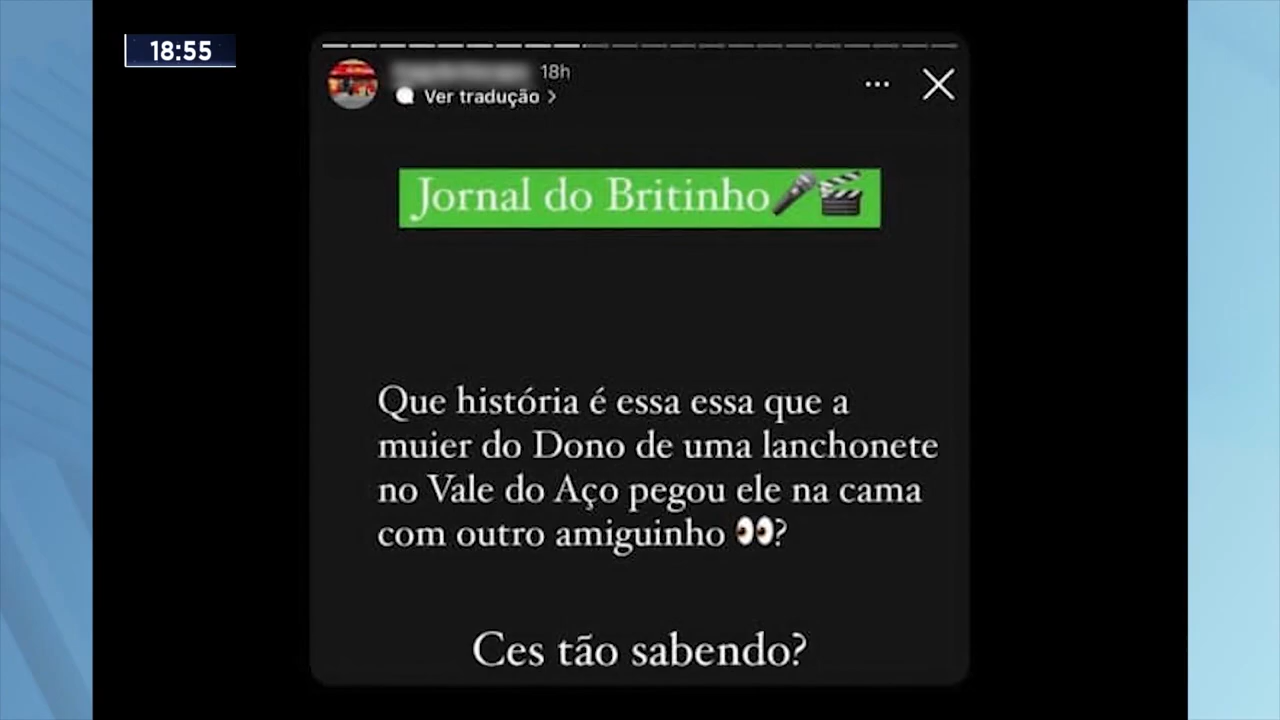 18:55
18h
Ver tradução >
Jornal do Britinho🎤🎬
Que história é essa essa que a
muier do Dono de uma lanchonete
no Vale do Aço pegou ele na cama
com outro amiguinho 👀?
Ces tão sabendo?